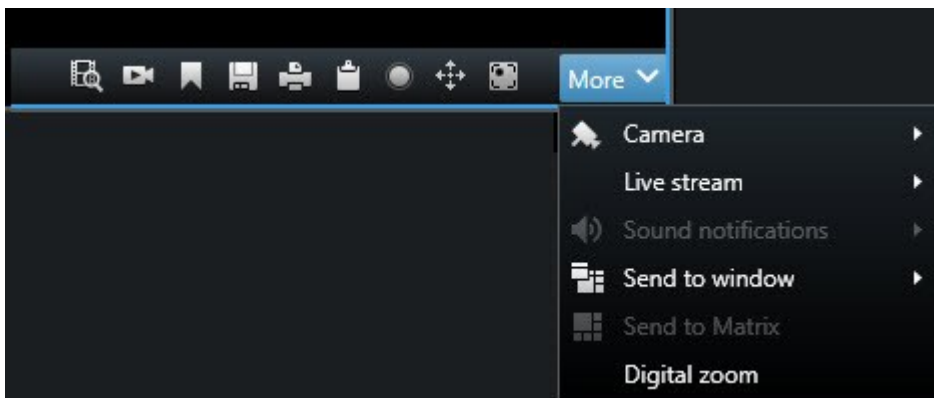 More
Camera
Live stream
Sound notifications
Send to window
Send to Matrix
Digital zoom